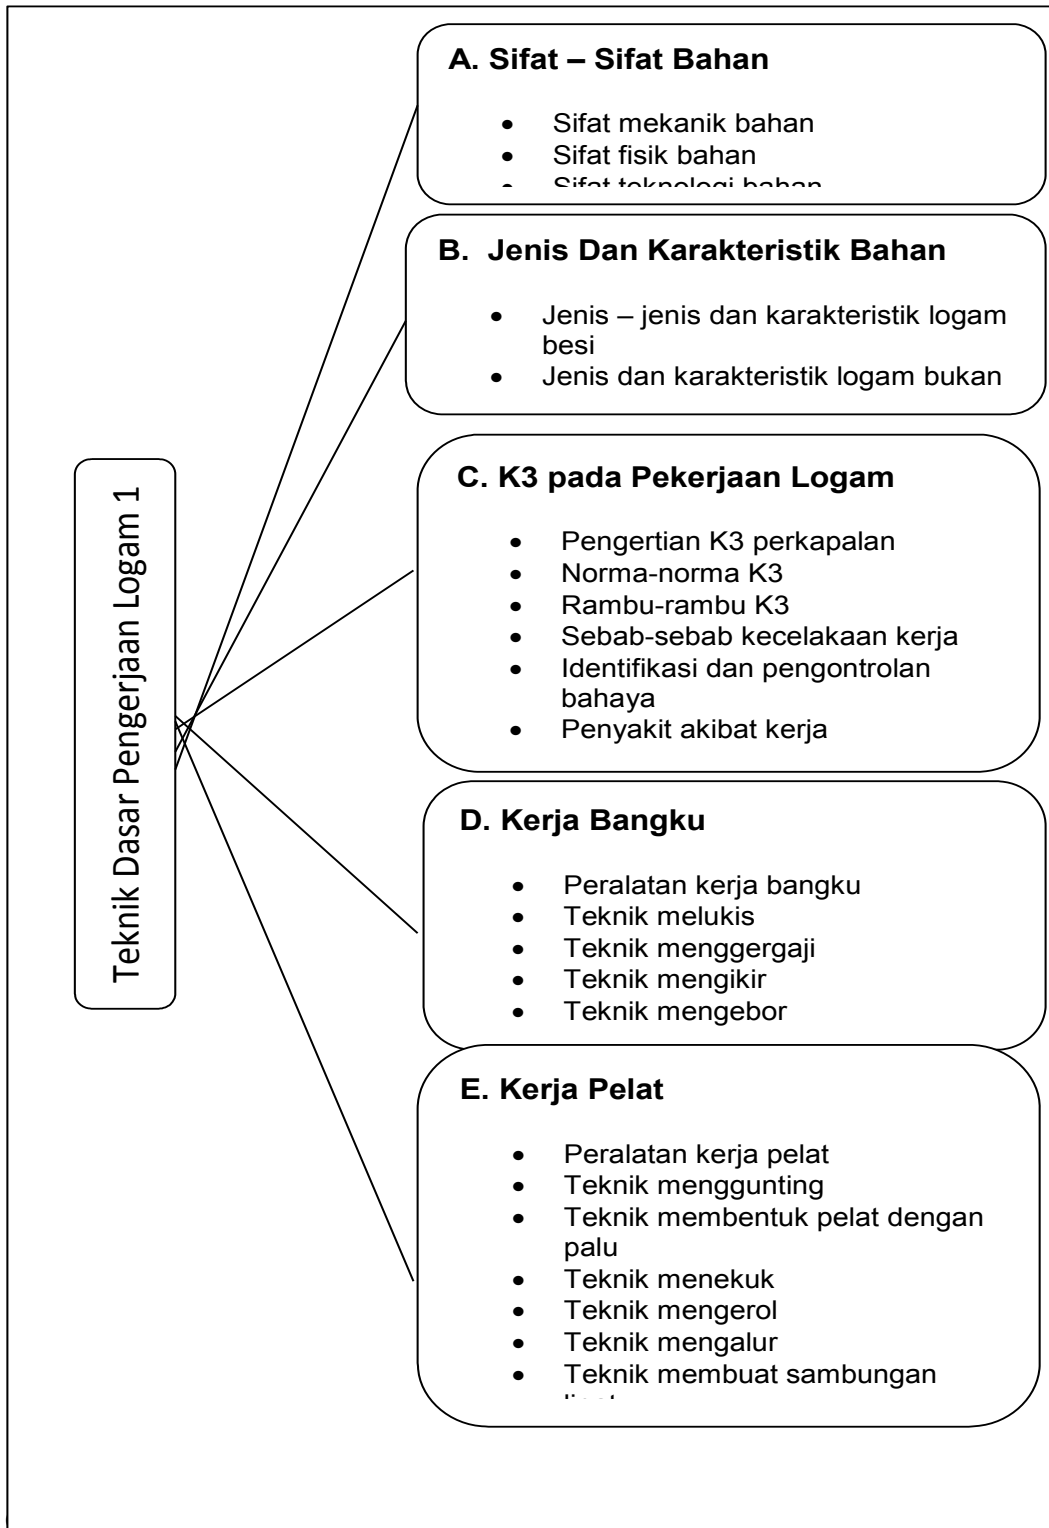 Teknik Dasar Pengerjaan Logam 1
A. Sifat – Sifat Bahan
• Sifat mekanik bahan
• Sifat fisik bahan
• Sifat teknologi bahan
B. Jenis Dan Karakteristik Bahan
• Jenis – jenis dan karakteristik logam
besi
• Jenis dan karakteristik logam bukan
C. K3 pada Pekerjaan Logam
• Pengertian K3 perkapalan
• Norma-norma K3
• Rambu-rambu K3
• Sebab-sebab kecelakaan kerja
• Identifikasi dan pengontrolan
bahaya
• Penyakit akibat kerja
D. Kerja Bangku
• Peralatan kerja bangku
• Teknik melukis
• Teknik menggergaji
• Teknik mengikir
• Teknik mengebor
E. Kerja Pelat
• Peralatan kerja pelat
• Teknik menggunting
• Teknik membentuk pelat dengan
palu
• Teknik menekuk
• Teknik mengerol
• Teknik mengalur
• Teknik membuat sambungan